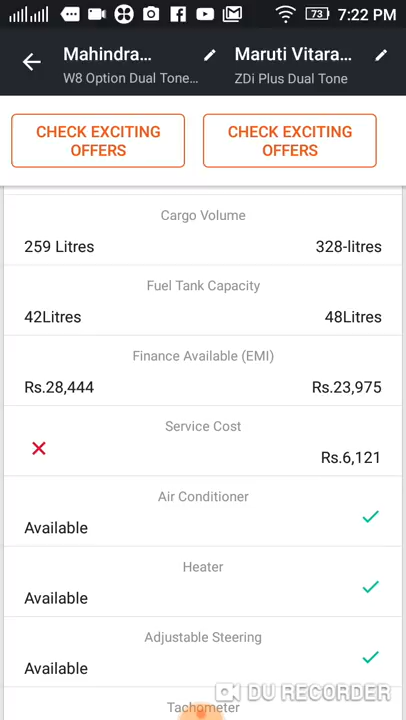 73 7:22 PM
Mahindra... Maruti Vitara...
W8 Option Dual Tone... ZDi Plus Dual Tone
CHECK EXCITING
OFFERS
CHECK EXCITING
OFFERS
Cargo Volume
259 Litres 328-litres
Fuel Tank Capacity
42Litres 48Litres
Finance Available (EMI)
Rs.28,444 Rs.23,975
Service Cost
Rs.6,121
Air Conditioner
Available
Heater
Available
Adjustable Steering
Available
DU RECORDER
Tachometer